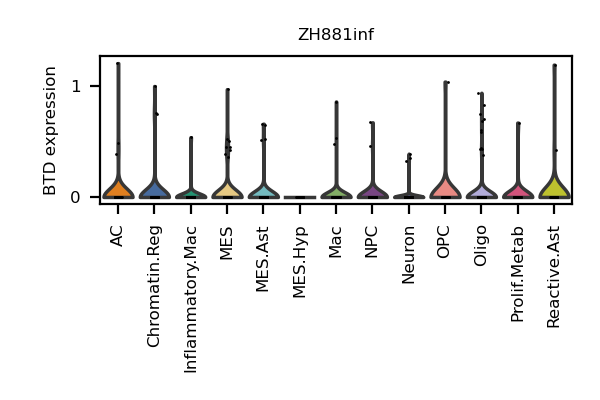 ZH881inf
BTD expression
1
0
AC
Chromatin.Reg
Inflammatory.Mac
MES
MES.Ast
MES.Hyp
Mac
NPC
Neuron
OPC
Oligo
Prolif.Metab
Reactive.Ast